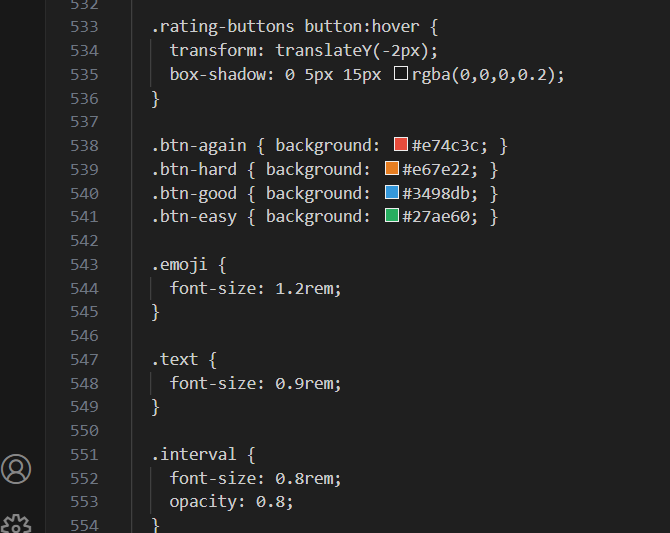 532
533 .rating-buttons button:hover {
534 transform: translateY(-2px);
535 box-shadow: 0 5px 15px rgba(0,0,0,0.2);
536 }
537
538 .btn-again { background: #e74c3c; }
539 .btn-hard { background: #e67e22; }
540 .btn-good { background: #3498db; }
541 .btn-easy { background: #27ae60; }
542
543 .emoji {
544 font-size: 1.2rem;
545 }
546
547 .text {
548 font-size: 0.9rem;
549 }
550
551 .interval {
552 font-size: 0.8rem;
553 opacity: 0.8;
554 }